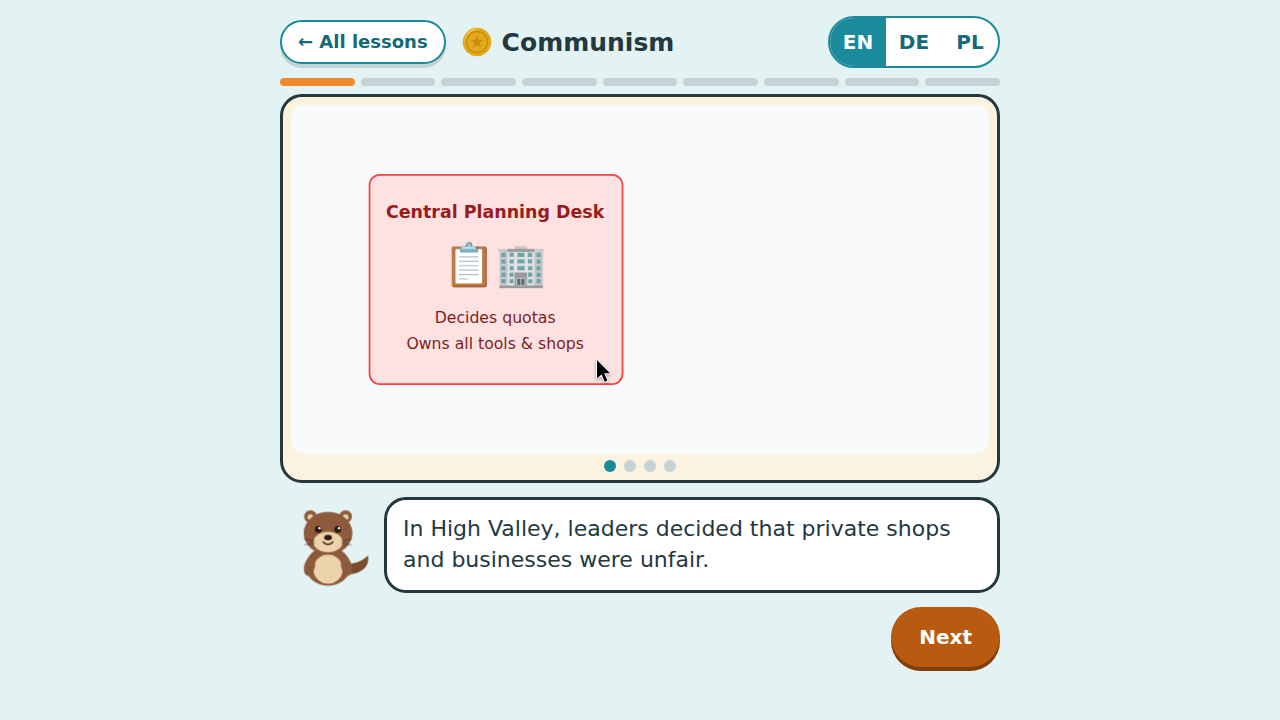 ← All lessons
Communism
EN DE PL
Central Planning Desk
Decides quotas
Owns all tools & shops
In High Valley, leaders decided that private shops
and businesses were unfair.
Next